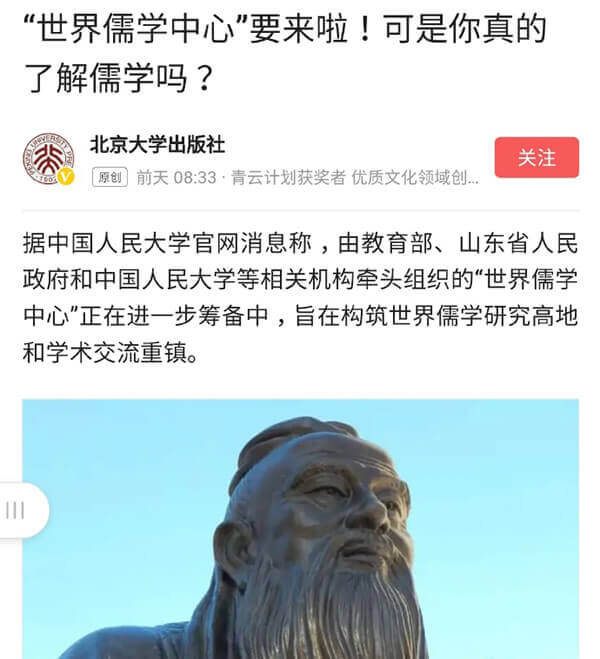 “世界儒学中心”要来啦！可是你真的
了解儒学吗？
北京大学出版社
原创 前天 08:33 · 青云计划获奖者 优质文化领域创...
关注
据中国人民大学官网消息称，由教育部、山东省人民
政府和中国人民大学等相关机构牵头组织的“世界儒学
中心”正在进一步筹备中，旨在构筑世界儒学研究高地
和学术交流重镇。